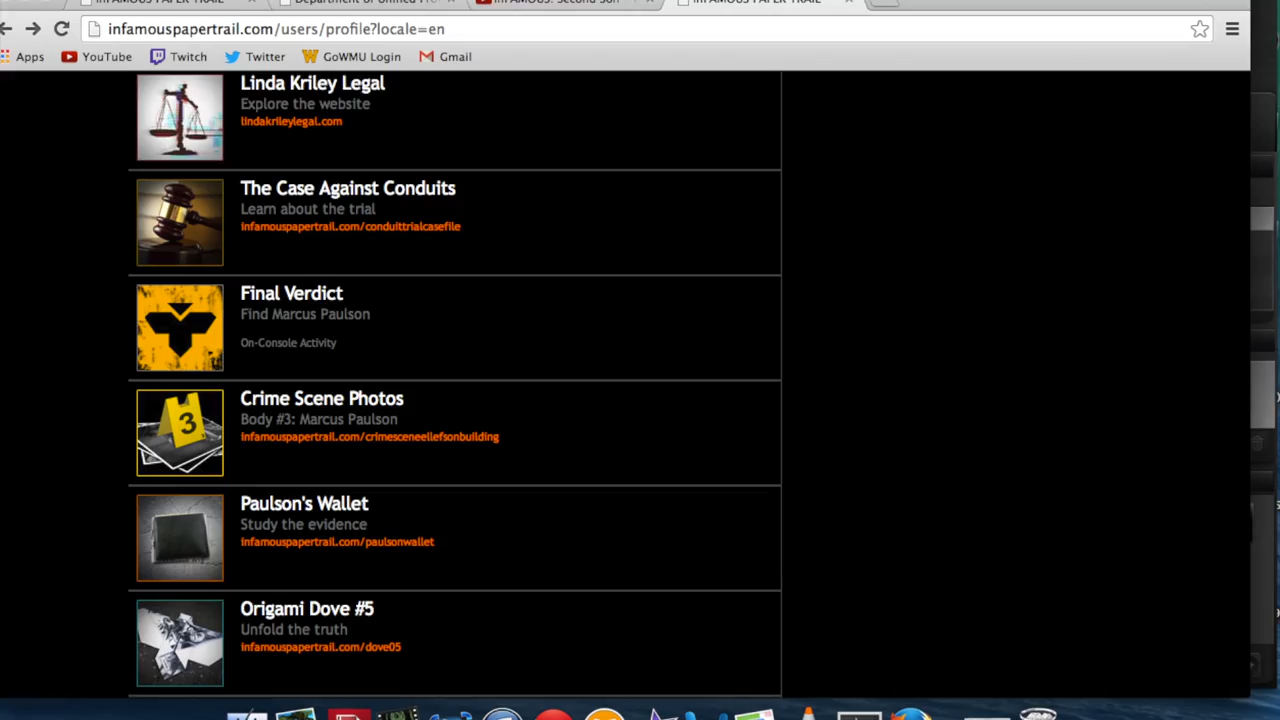 infamouspapertrail.com/users/profile?locale=en
Apps YouTube Twitch Twitter GoWMU Login Gmail
Linda Kriley Legal
Explore the website
lindakrileylegal.com
The Case Against Conduits
Learn about the trial
infamouspapertrail.com/conduittrialcasefile
Final Verdict
Find Marcus Paulson
On-Console Activity
3
Crime Scene Photos
Body #3: Marcus Paulson
infamouspapertrail.com/crimesceneellefsonbuilding
Paulson's Wallet
Study the evidence
infamouspapertrail.com/paulsonwallet
Origami Dove #5
Unfold the truth
infamouspapertrail.com/dove05